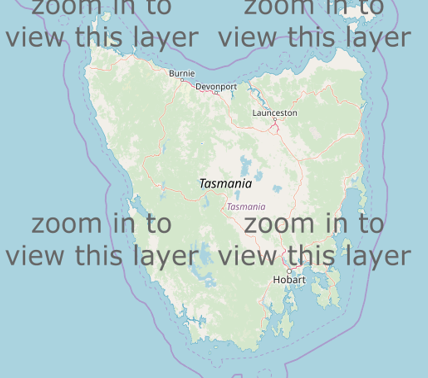 zoom in to zoom in to
view this layer view this layer
Burnie
Devonport
Launceston
Tasmania
Tasmania
zoom in to zoom in to
view this layer view this layer
Hobart